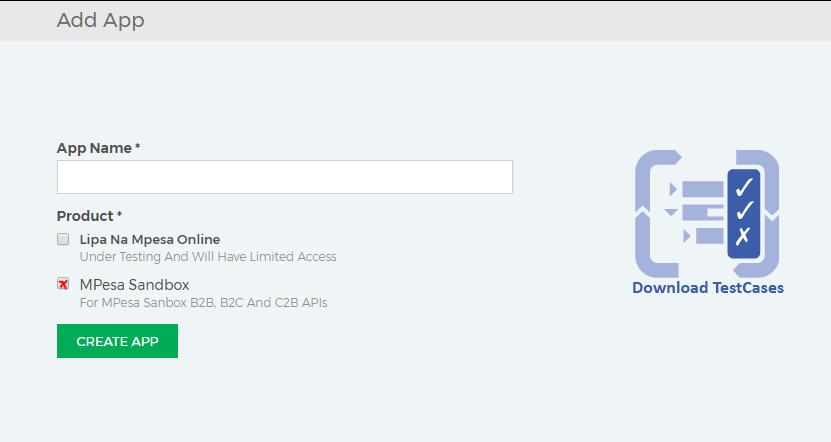 Add App
App Name *
Product *
Lipa Na Mpesa Online
Under Testing And Will Have Limited Access
MPesa Sandbox
For MPesa Sanbox B2B, B2C And C2B APIs
CREATE APP
Download TestCases